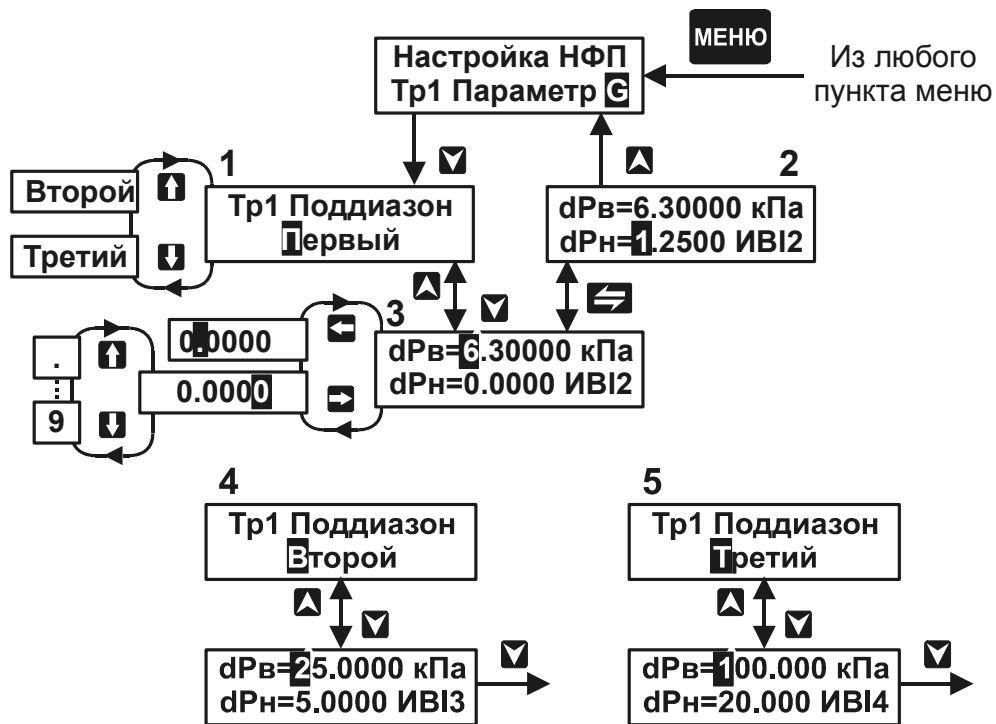 МЕНЮ
Настройка НФП
Тр1 Параметр G
Из любого
пункта меню
1
2
Второй
Третий
Тр1 Поддиазон
Первый
dPв=6.30000 кПа
dPн=1.2500 ИВI2
3
0.0000
0.0000
.
9
dPв=6.30000 кПа
dPн=0.0000 ИВI2
4
5
Тр1 Поддиазон
Второй
Тр1 Поддиазон
Третий
dPв=25.0000 кПа
dPн=5.0000 ИВI3
dPв=100.000 кПа
dPн=20.000 ИВI4